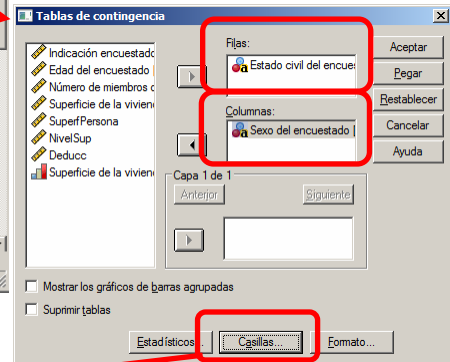 Tablas de contingencia
Indicación encuestado
Edad del encuestado
Número de miembros d
Superficie de la viviend
SuperfPersona
NivelSup
Deducc
Superficie de la viviend
Filas:
Estado civil del encues
Columnas:
Sexo del encuestado [
Capa 1 de 1
Anterior
Siguiente
Aceptar
Pegar
Restablecer
Cancelar
Ayuda
Mostrar los gráficos de barras agrupadas
Suprimir tablas
Estadísticos...
Casillas...
Formato...